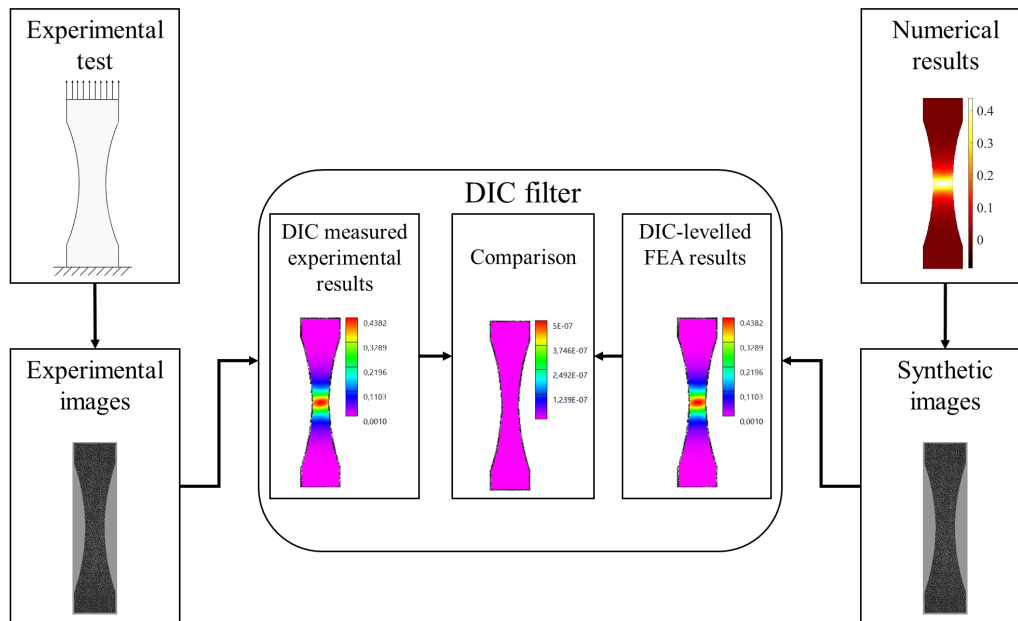 Experimental
test
Numerical
results
0.4
0.3
0.2
0.1
0
DIC filter
DIC measured
experimental
results
0,4382
0,3289
0,2196
0,1103
0,0010
Comparison
5E-07
3,746E-07
2,492E-07
1,239E-07
DIC-levelled
FEA results
0,4382
0,3289
0,2196
0,1103
0,0010
Experimental
images
Synthetic
images